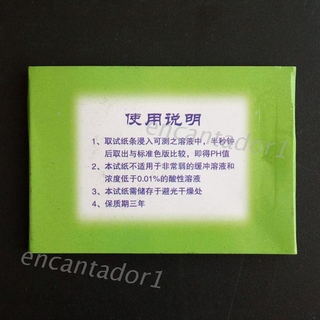 使用说明
1、取试纸条浸入可测之溶液中，半秒钟
后取出与标准色版比较，即得PH值
2、本试纸不适用于非常弱的缓冲溶液和
浓度低于0.01%的酸性溶液
3、本试纸需储存于避光干燥处
4、保质期三年
encantador1
encantador1